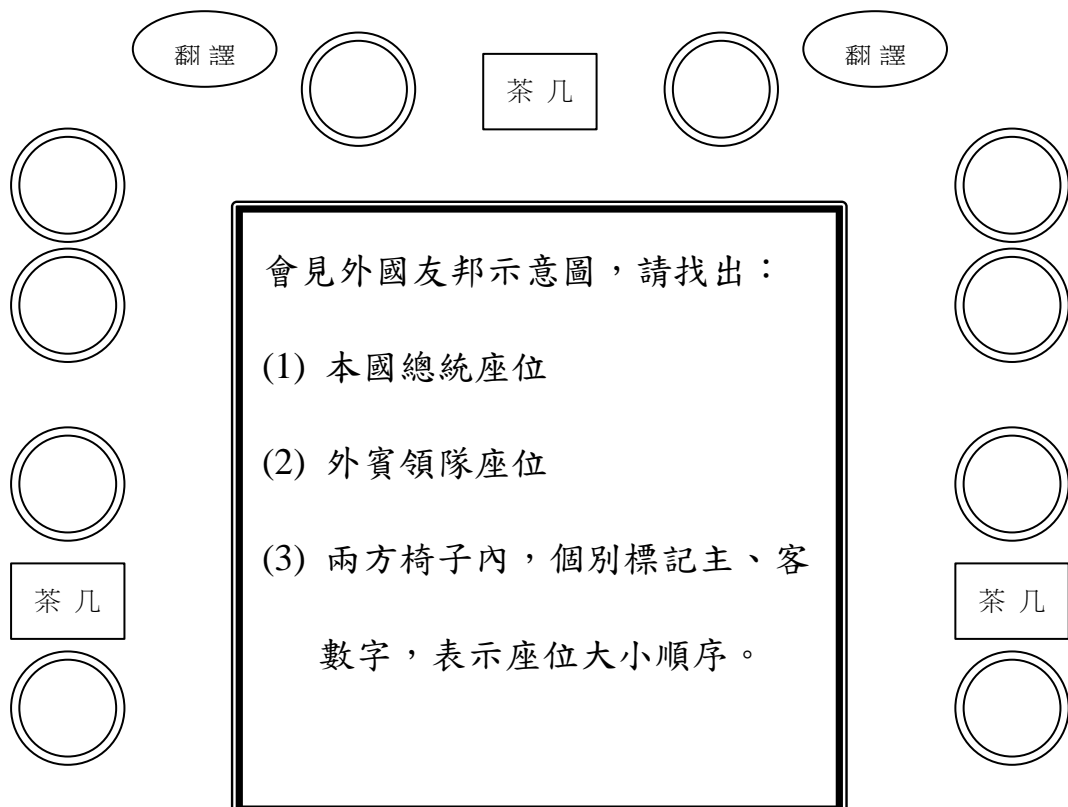 翻譯
茶几
翻譯
會見外國友邦示意圖，請找出：
(1) 本國總統座位
(2) 外賓領隊座位
(3) 兩方椅子內，個別標記主、客
數字，表示座位大小順序。
茶几
茶几